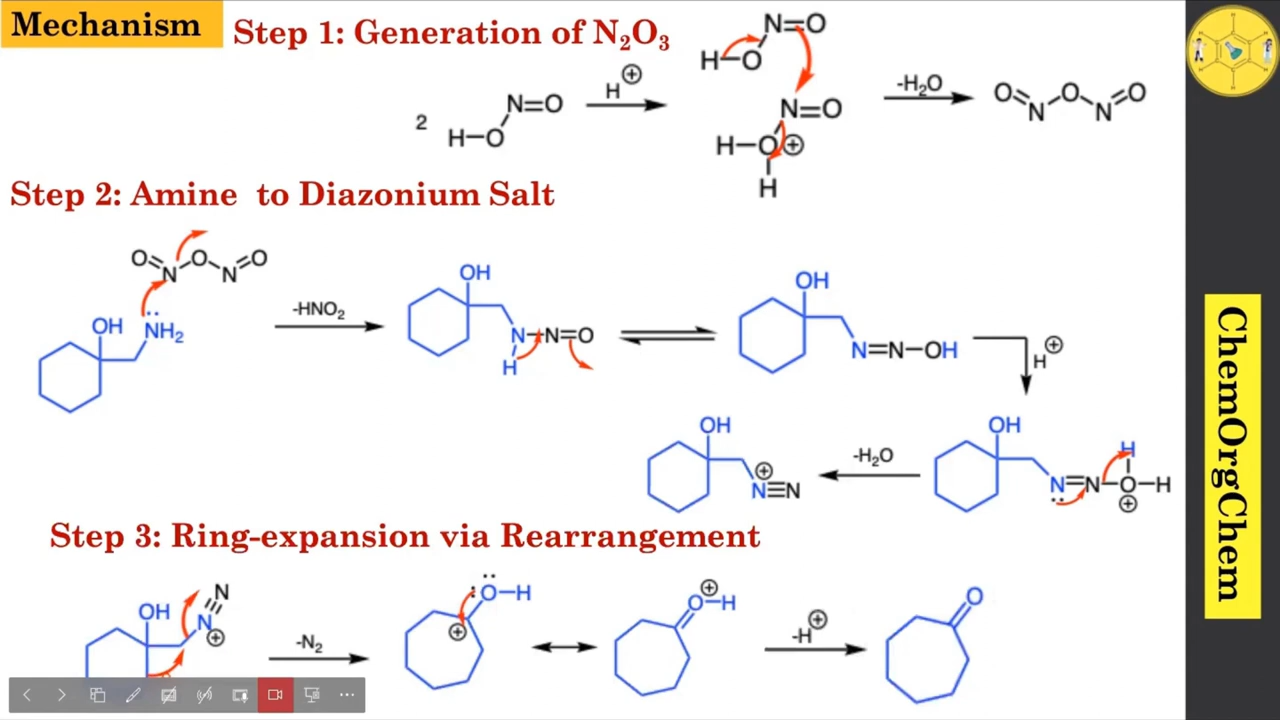 Mechanism
Step 1: Generation of N₂O₃
N=O
H–O
2
N=O
H–O
H⊕
N=O
H–O⊕
H
-H₂O
O=N–O–N=O
Step 2: Amine to Diazonium Salt
O=N–O–N=O
OH
NH₂
-HNO₂
OH
N–N=O
H
OH
N=N–OH
H⊕
OH
⊕
N≡N
-H₂O
OH
H
N=N–O–H
⊕
Step 3: Ring-expansion via Rearrangement
N
OH
N
⊕
-N₂
O–H
⊕
⊕
O–H
-H⊕
O
ChemOrgChem